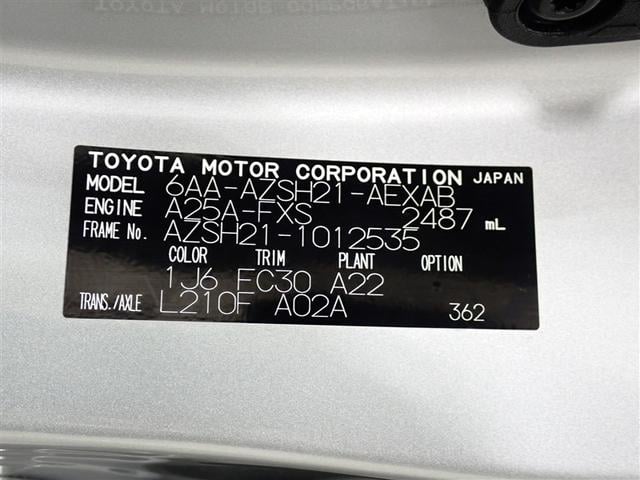 TOYOTA MOTOR CORPORATION JAPAN
MODEL 6AA-AZSH21-AEXAB
ENGINE A25A-FXS 2487 mL
FRAME No. AZSH21-1012535
COLOR TRIM PLANT OPTION
1J6 FC30 A22
TRANS./AXLE L210F A02A 362